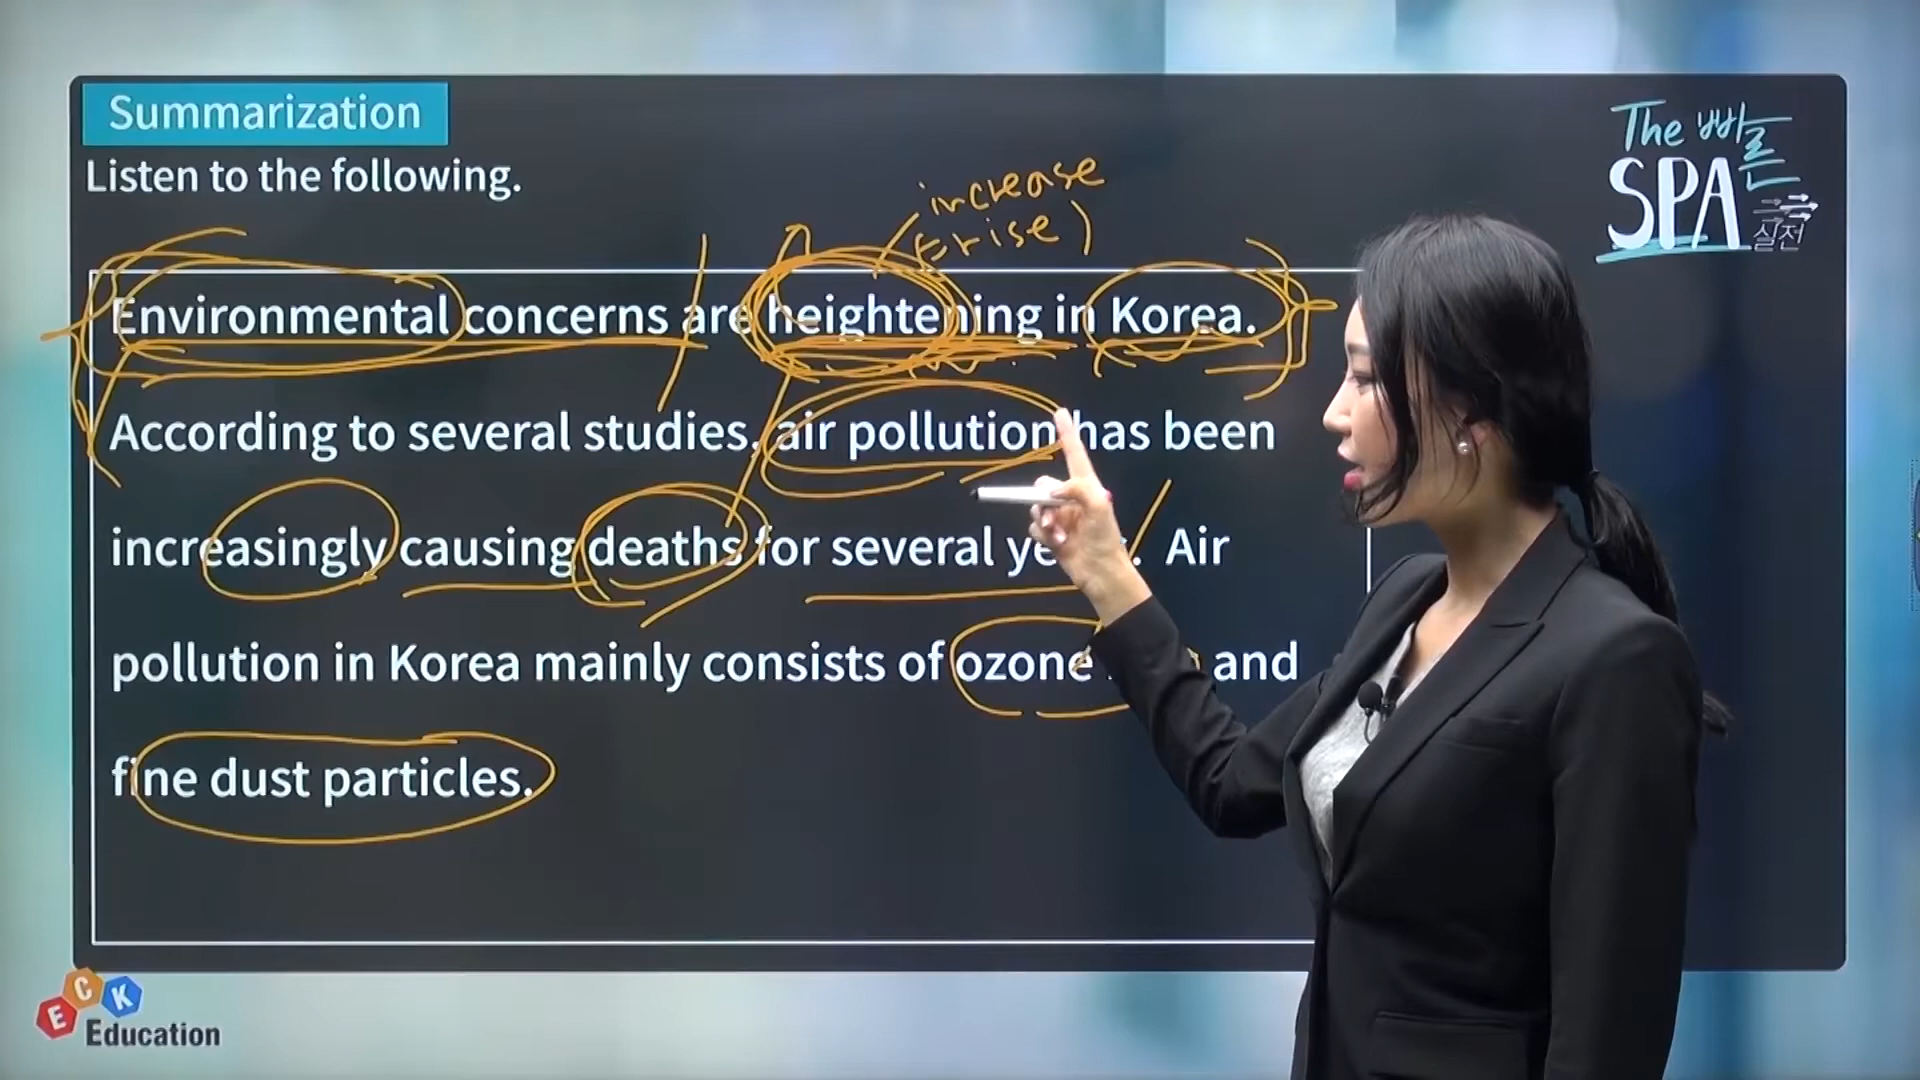 Summarization
Listen to the following.
The 빠른
SPA
실전
increase
rise)
Environmental concerns are heightening in Korea.
According to several studies, air pollution has been
increasingly causing deaths for several Air
pollution in Korea mainly consists of ozone and
fine dust particles.
ECK
Education